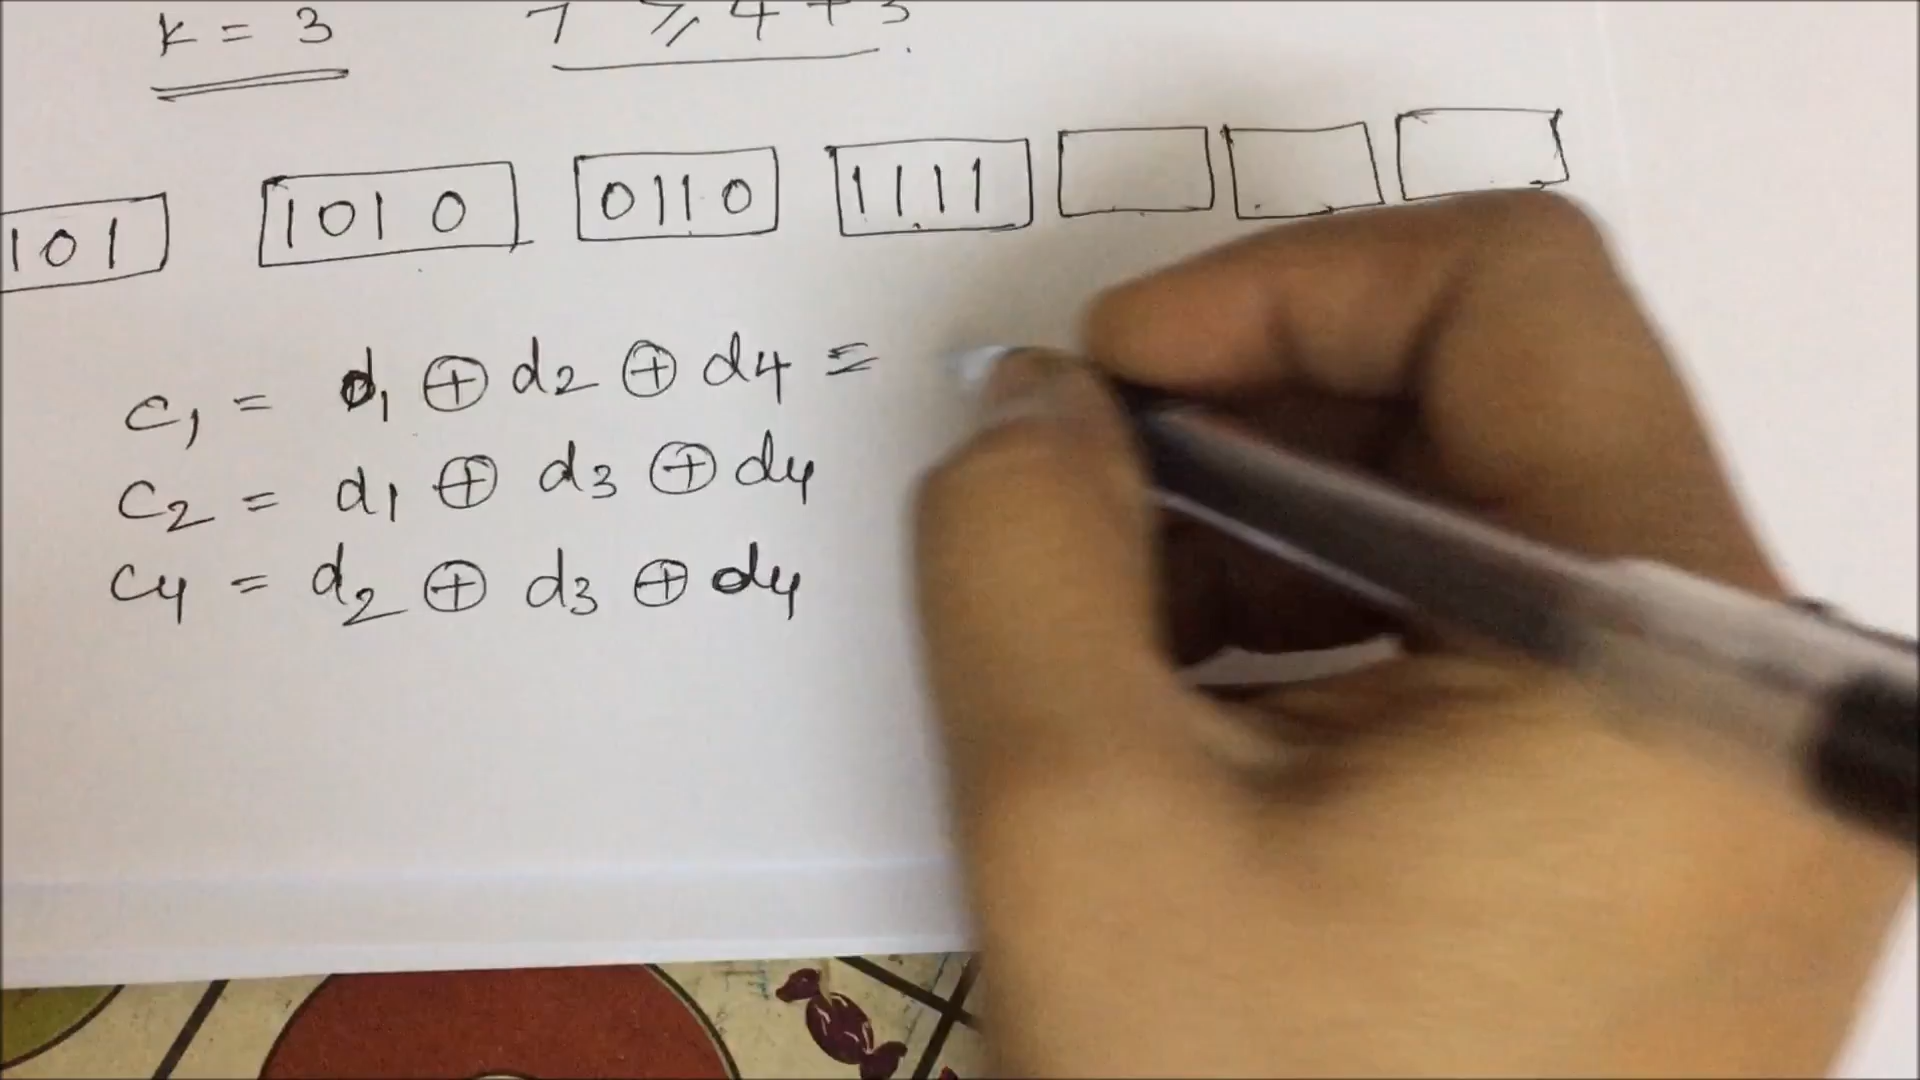 k = 3 7 ≥ 4 + 3
101 1010 0110 1111
c1 = d1 ⊕ d2 ⊕ d4 =
c2 = d1 ⊕ d3 ⊕ d4
c4 = d2 ⊕ d3 ⊕ d4